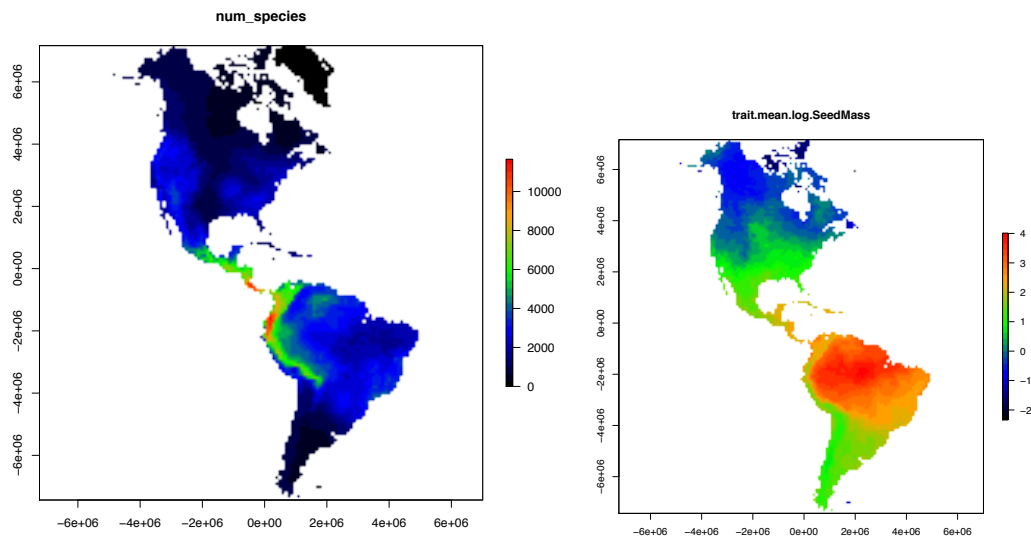 num_species
6e+06
4e+06
2e+06
0e+00
−2e+06
−4e+06
−6e+06
−6e+06 −4e+06 −2e+06 0e+00 2e+06 4e+06 6e+06
10000
8000
6000
4000
2000
0
trait.mean.log.SeedMass
6e+06
4e+06
2e+06
0e+00
−2e+06
−4e+06
−6e+06
−6e+06 −4e+06 −2e+06 0e+00 2e+06 4e+06 6e+06
4
3
2
1
0
−1
−2